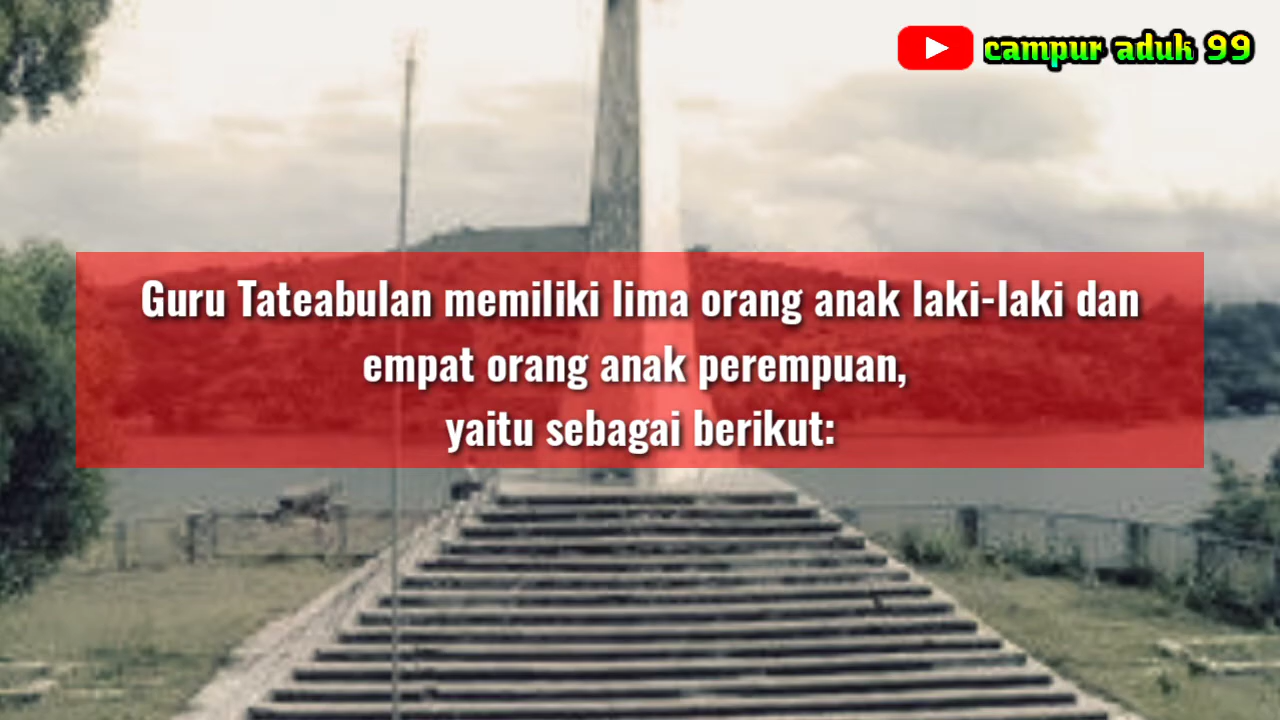 campur aduk 99
Guru Tateabulan memiliki lima orang anak laki-laki dan
empat orang anak perempuan,
yaitu sebagai berikut: